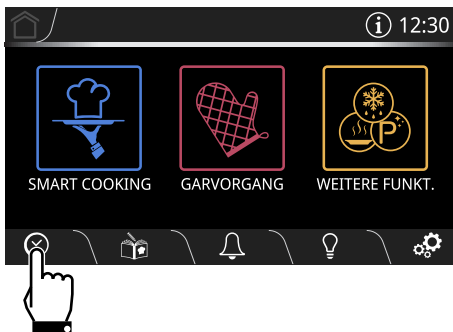 12:30
SMART COOKING
GARVORGANG
WEITERE FUNKT.
P